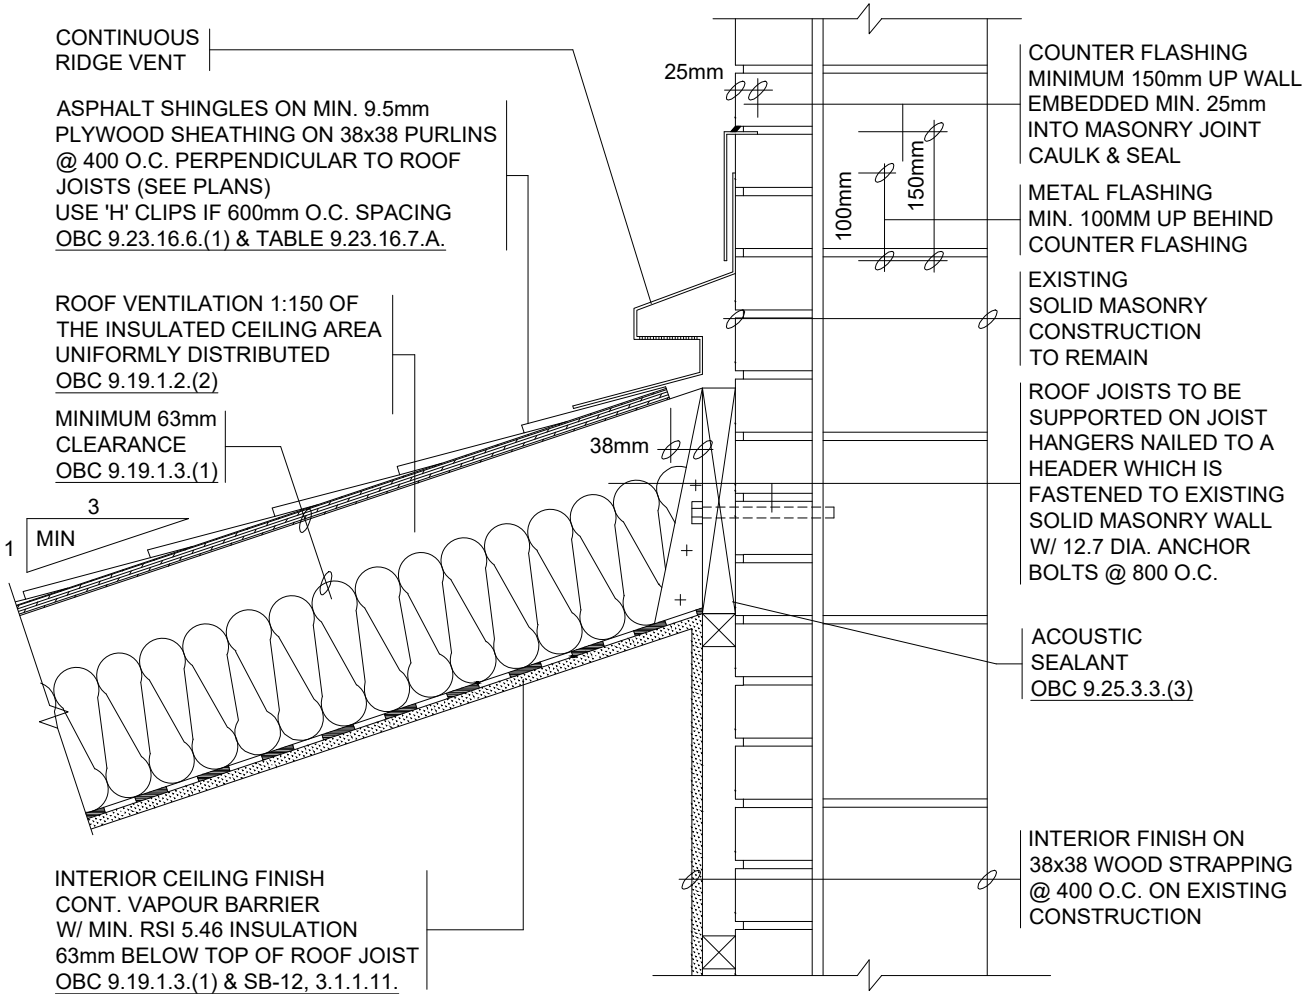 CONTINUOUS
RIDGE VENT
ASPHALT SHINGLES ON MIN. 9.5mm
PLYWOOD SHEATHING ON 38x38 PURLINS
@ 400 O.C. PERPENDICULAR TO ROOF
JOISTS (SEE PLANS)
USE 'H' CLIPS IF 600mm O.C. SPACING
OBC 9.23.16.6.(1) & TABLE 9.23.16.7.A.
ROOF VENTILATION 1:150 OF
THE INSULATED CEILING AREA
UNIFORMLY DISTRIBUTED
OBC 9.19.1.2.(2)
MINIMUM 63mm
CLEARANCE
OBC 9.19.1.3.(1)
3
1
MIN
INTERIOR CEILING FINISH
CONT. VAPOUR BARRIER
W/ MIN. RSI 5.46 INSULATION
63mm BELOW TOP OF ROOF JOIST
OBC 9.19.1.3.(1) & SB-12, 3.1.1.11.
25mm
100mm
150mm
38mm
COUNTER FLASHING
MINIMUM 150mm UP WALL
EMBEDDED MIN. 25mm
INTO MASONRY JOINT
CAULK & SEAL
METAL FLASHING
MIN. 100MM UP BEHIND
COUNTER FLASHING
EXISTING
SOLID MASONRY
CONSTRUCTION
TO REMAIN
ROOF JOISTS TO BE
SUPPORTED ON JOIST
HANGERS NAILED TO A
HEADER WHICH IS
FASTENED TO EXISTING
SOLID MASONRY WALL
W/ 12.7 DIA. ANCHOR
BOLTS @ 800 O.C.
ACOUSTIC
SEALANT
OBC 9.25.3.3.(3)
INTERIOR FINISH ON
38x38 WOOD STRAPPING
@ 400 O.C. ON EXISTING
CONSTRUCTION